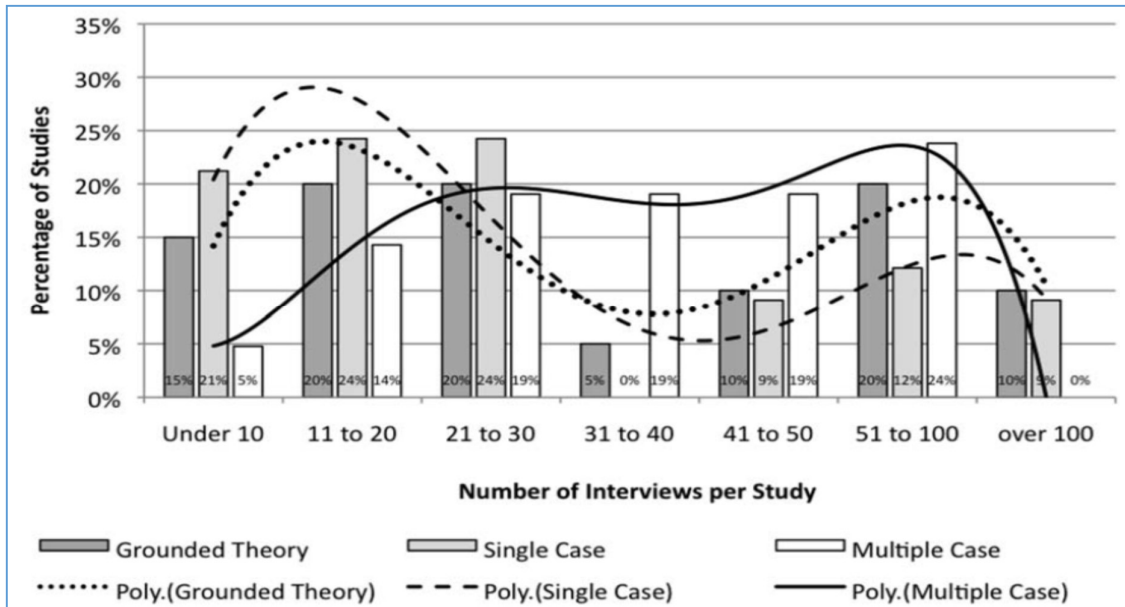 35%
30%
25%
20%
15%
10%
5%
0%
Percentage of Studies
15% 21% 5% 20% 24% 14% 20% 24% 19% 5% 0% 19% 10% 9% 19% 20% 12% 24% 10% 9% 0%
Under 10 11 to 20 21 to 30 31 to 40 41 to 50 51 to 100 over 100
Number of Interviews per Study
Grounded Theory Single Case Multiple Case
Poly.(Grounded Theory) Poly.(Single Case) Poly.(Multiple Case)